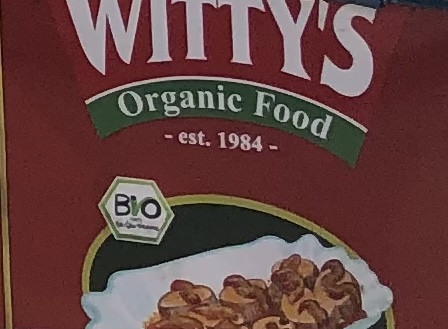 WITTY'S
Organic Food
- est. 1984 -
BIO